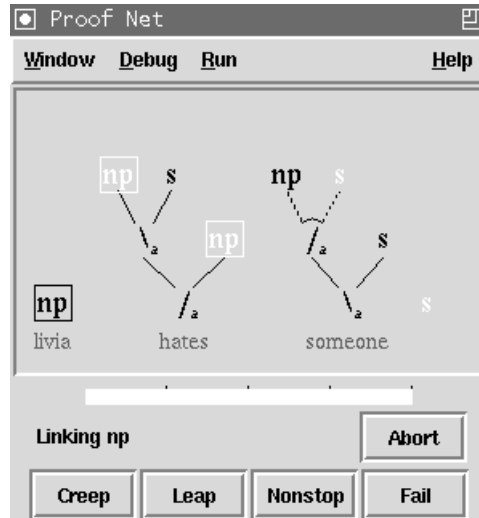 Proof Net
Window Debug Run Help
np s np s
np s
\a /a
np /a \a s
livia hates someone
Linking np Abort
Creep Leap Nonstop Fail